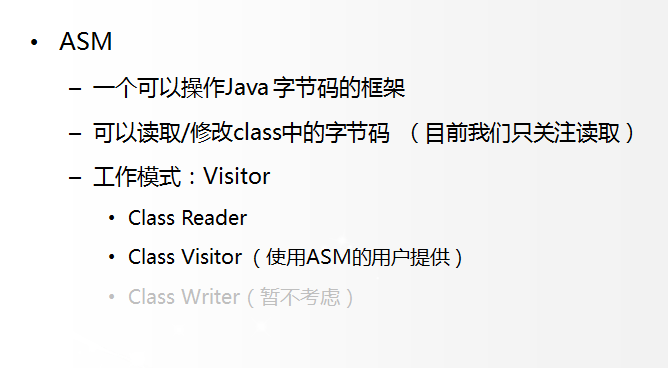 • ASM
– 一个可以操作Java 字节码的框架
– 可以读取/修改class中的字节码 （目前我们只关注读取）
– 工作模式：Visitor
• Class Reader
• Class Visitor （使用ASM的用户提供）
• Class Writer（暂不考虑）